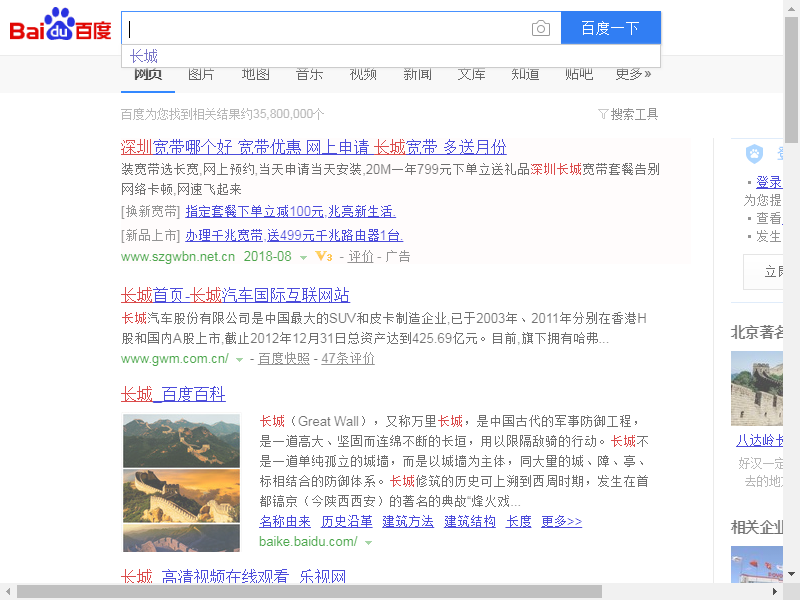 Bai du 百度
百度一下
长城
网页 图片 地图 音乐 视频 新闻 文库 知道 贴吧 更多»
百度为您找到相关结果约35,800,000个
搜索工具
深圳宽带哪个好 宽带优惠 网上申请 长城宽带 多送月份
装宽带选长宽,网上预约,当天申请当天安装,20M一年799元下单立送礼品深圳长城宽带套餐告别
网络卡顿,网速飞起来
[换新宽带] 指定套餐下单立减100元,兆亮新生活.
[新品上市] 办理千兆宽带,送499元千兆路由器1台.
www.szgwbn.net.cn 2018-08 V3 - 评价 - 广告
长城首页-长城汽车国际互联网站
长城汽车股份有限公司是中国最大的SUV和皮卡制造企业,已于2003年、2011年分别在香港H
股和国内A股上市,截止2012年12月31日总资产达到425.69亿元。目前,旗下拥有哈弗...
www.gwm.com.cn/ - 百度快照 - 47条评价
长城_百度百科
长城（Great Wall），又称万里长城，是中国古代的军事防御工程，
是一道高大、坚固而连绵不断的长垣，用以限隔敌骑的行动。长城不
是一道单纯孤立的城墙，而是以城墙为主体，同大量的城、障、亭、
标相结合的防御体系。长城修筑的历史可上溯到西周时期，发生在首
都镐京（今陕西西安）的著名的典故“烽火戏...
名称由来 历史沿革 建筑方法 建筑结构 长度 更多>>
baike.baidu.com/
长城_高清视频在线观看_乐视网
登录
为您提
查看
发生
立
北京著名
八达岭长
好汉一定
去的地
相关企业